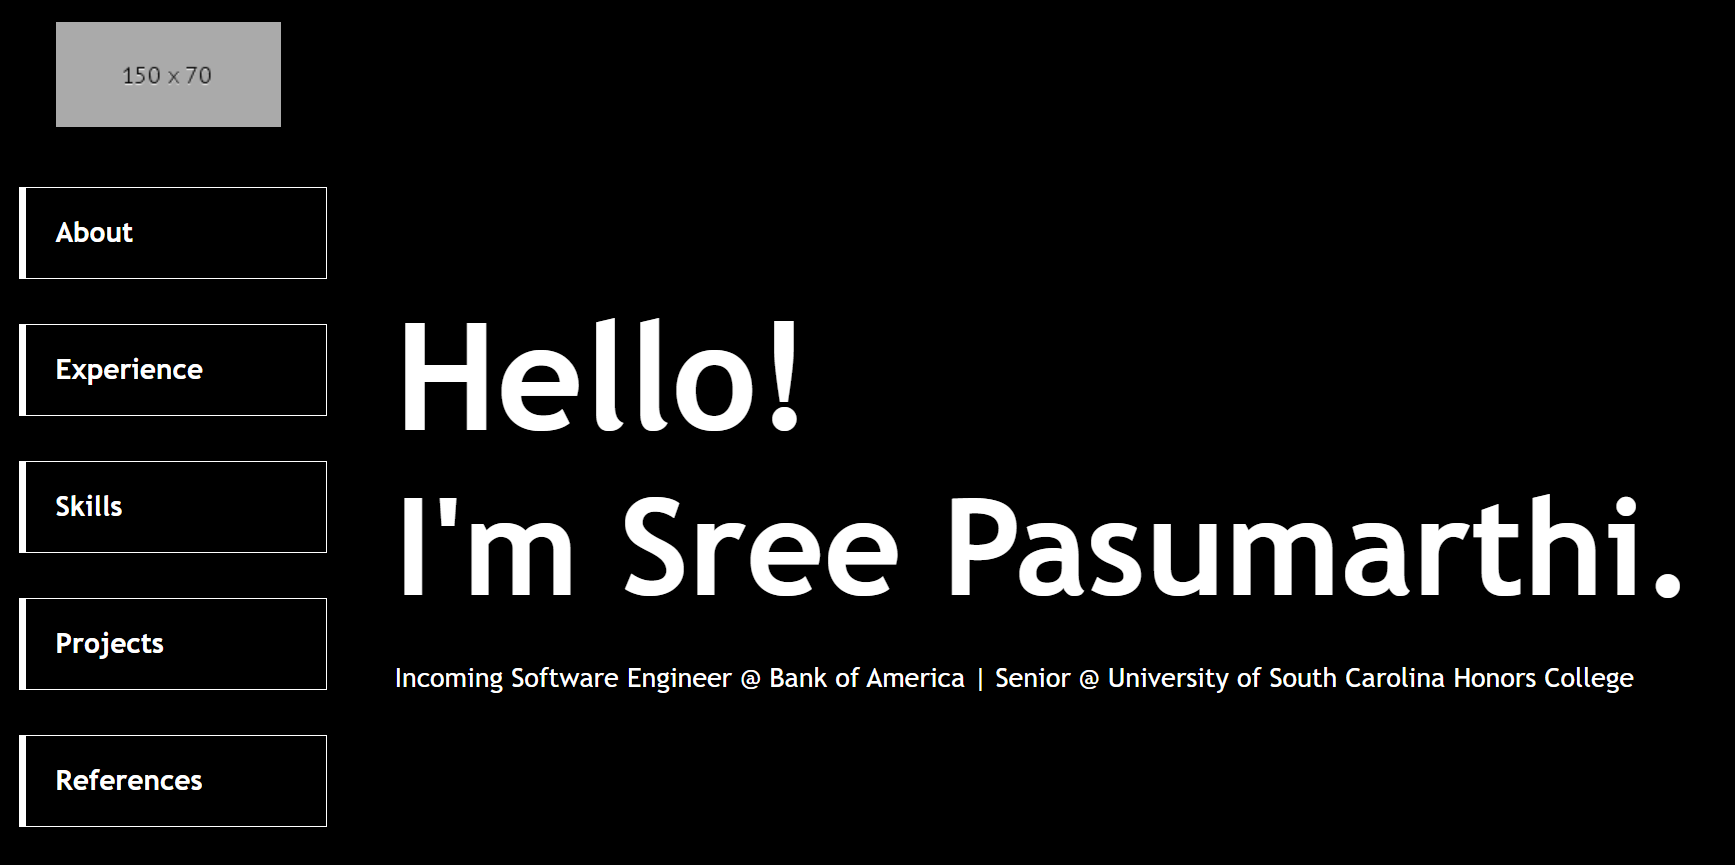 150 x 70
About
Experience
Skills
Projects
References
Hello!
I'm Sree Pasumarthi.
Incoming Software Engineer @ Bank of America | Senior @ University of South Carolina Honors College